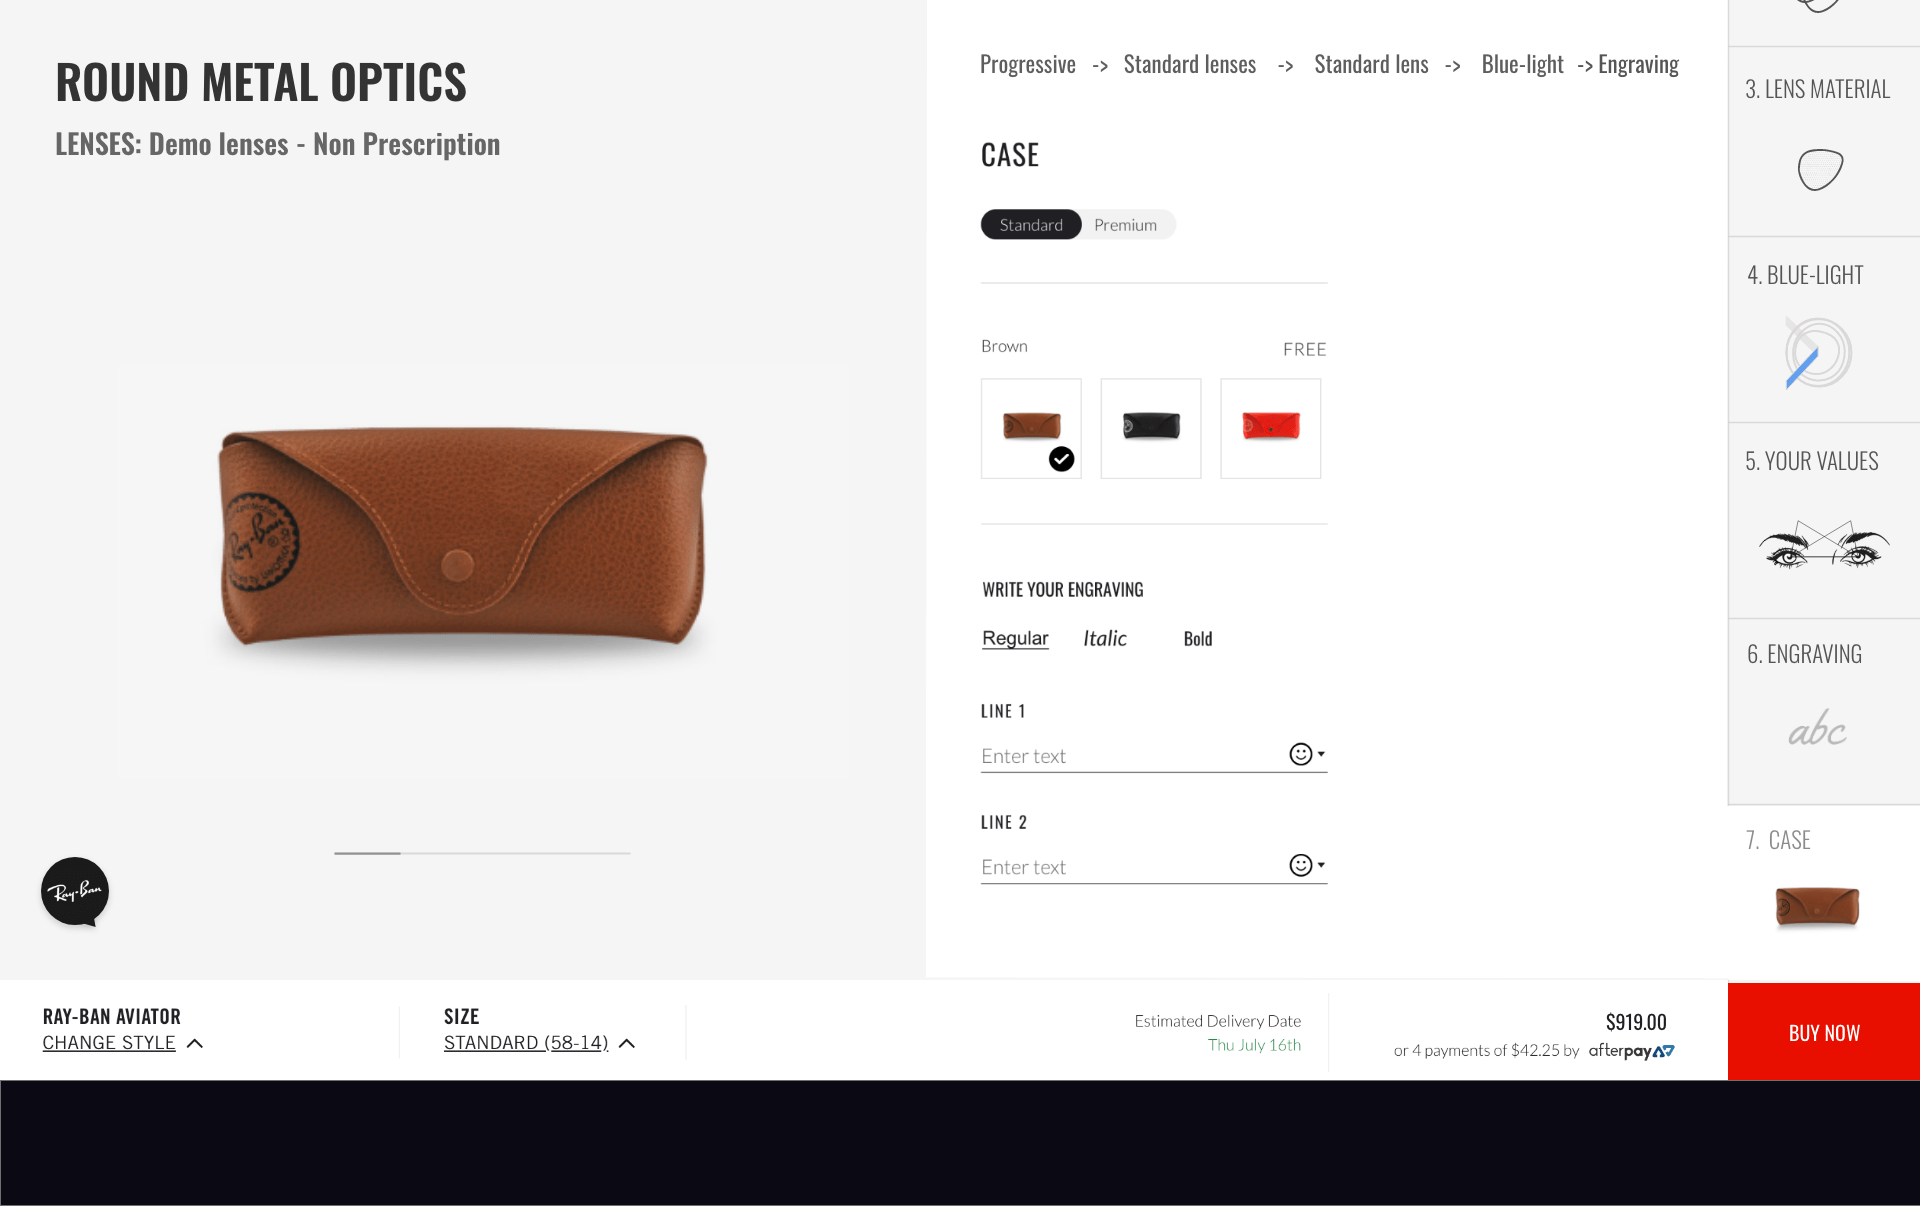 ROUND METAL OPTICS
LENSES: Demo lenses - Non Prescription
Ray-Ban
Ray-Ban
Progressive -> Standard lenses -> Standard lens -> Blue-light -> Engraving
CASE
Standard Premium
Brown FREE
WRITE YOUR ENGRAVING
Regular Italic Bold
LINE 1
Enter text
LINE 2
Enter text
3. LENS MATERIAL
4. BLUE-LIGHT
5. YOUR VALUES
6. ENGRAVING
abc
7. CASE
RAY-BAN AVIATOR
CHANGE STYLE
SIZE
STANDARD (58-14)
Estimated Delivery Date
Thu July 16th
$919.00
or 4 payments of $42.25 by afterpay
BUY NOW